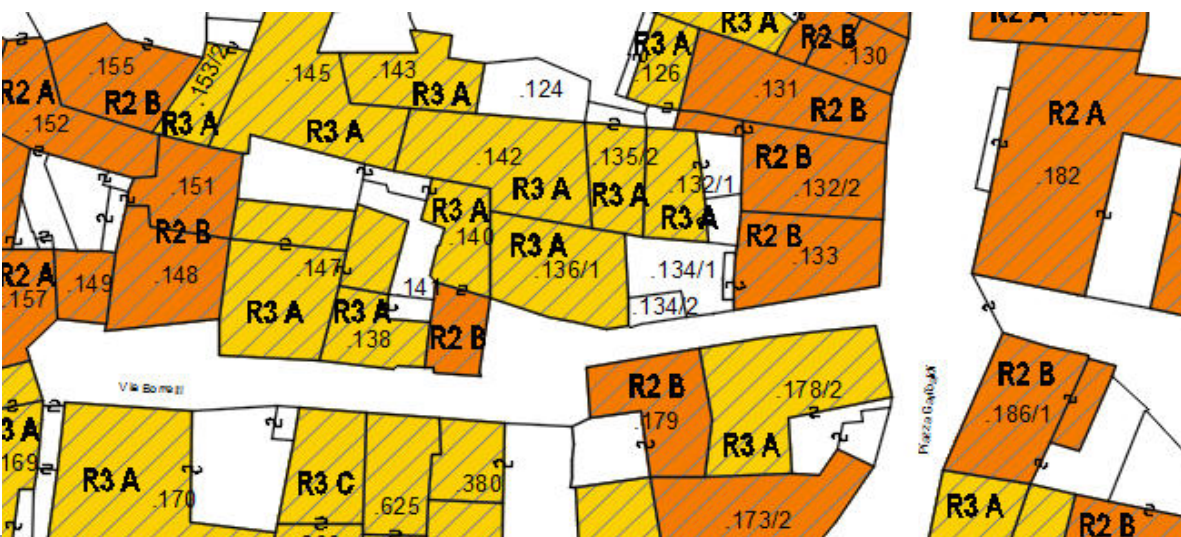 R2 A
R3 A
R2 B
.130
.155
.153/2
.145
.143
R3 A
.124
R3 A
.126
.131
R2 B
R2 A
R2 A
R2 B
R3 A
.152
R3 A
.142
.135/2
R2 B
.132/1
.132/2
.182
.151
R3 A
R3 A
R3 A
R3 A
.140
R2 B
R3 A
R2 B
.133
.136/1
.134/1
R2 A
.157
.149
.148
.147
.134/2
R3 A
R3 A
.138
R2 B
R2 B
.179
.178/2
R3 A
R2 B
.186/1
3 A
169
R3 A
.170
R3 C
.625
.380
.173/2
R3 A
R2 B